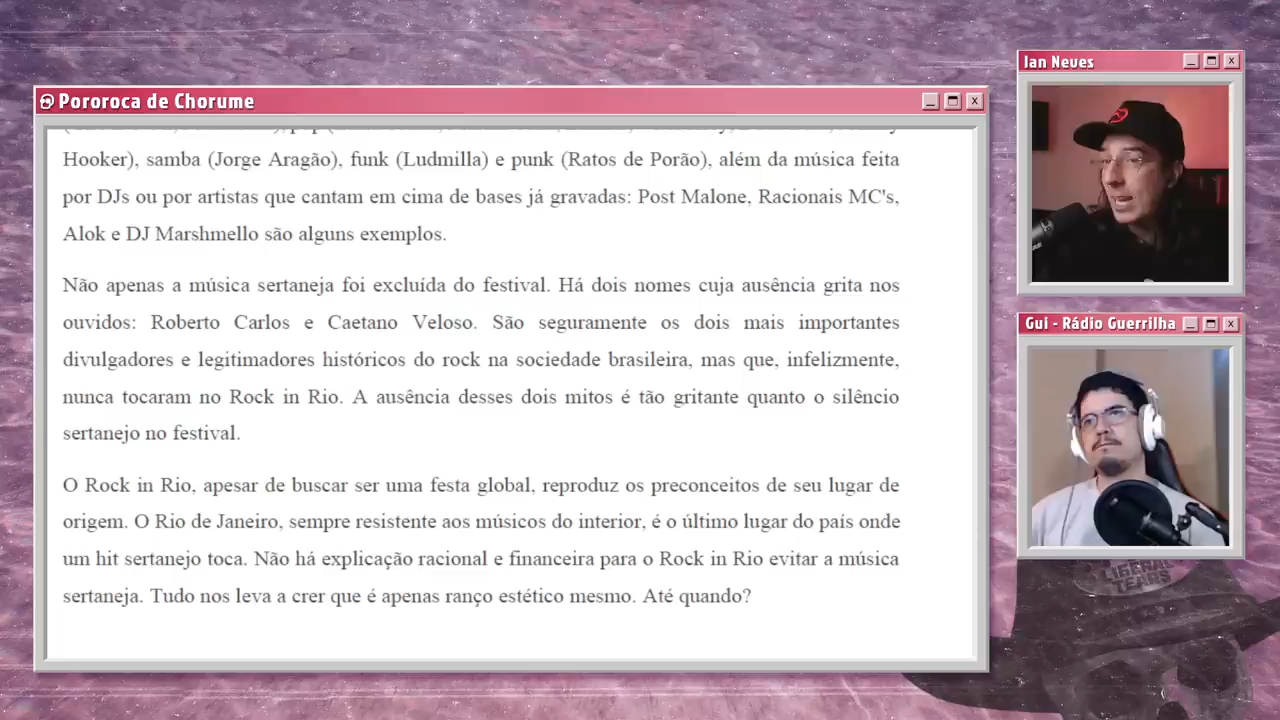 Pororoca de Chorume
Hooker), samba (Jorge Aragão), funk (Ludmilla) e punk (Ratos de Porão), além da música feita
por DJs ou por artistas que cantam em cima de bases já gravadas: Post Malone, Racionais MC's,
Alok e DJ Marshmello são alguns exemplos.
Não apenas a música sertaneja foi excluída do festival. Há dois nomes cuja ausência grita nos
ouvidos: Roberto Carlos e Caetano Veloso. São seguramente os dois mais importantes
divulgadores e legitimadores históricos do rock na sociedade brasileira, mas que, infelizmente,
nunca tocaram no Rock in Rio. A ausência desses dois mitos é tão gritante quanto o silêncio
sertanejo no festival.
O Rock in Rio, apesar de buscar ser uma festa global, reproduz os preconceitos de seu lugar de
origem. O Rio de Janeiro, sempre resistente aos músicos do interior, é o último lugar do país onde
um hit sertanejo toca. Não há explicação racional e financeira para o Rock in Rio evitar a música
sertaneja. Tudo nos leva a crer que é apenas ranço estético mesmo. Até quando?
Ian Neves
Gui - Rádio Guerrilha
LIBERAL
TEARS